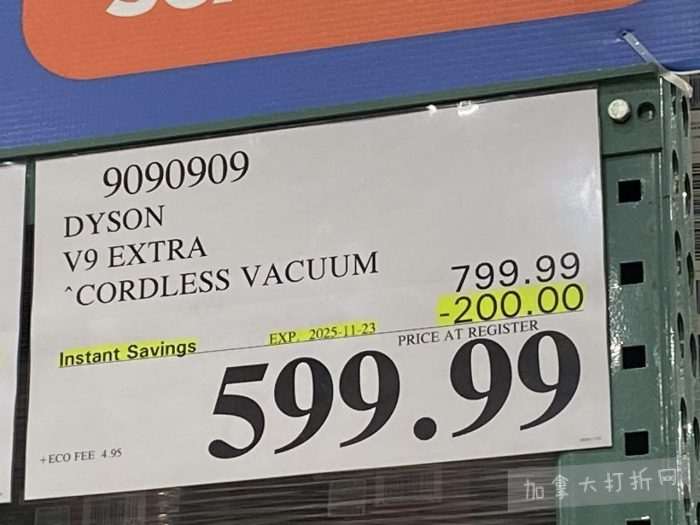 9090909
DYSON
V9 EXTRA
^CORDLESS VACUUM
799.99
-200.00
Instant Savings
EXP. 2025-11-23
PRICE AT REGISTER
599.99
+ECO FEE 4.95
加拿大打折网